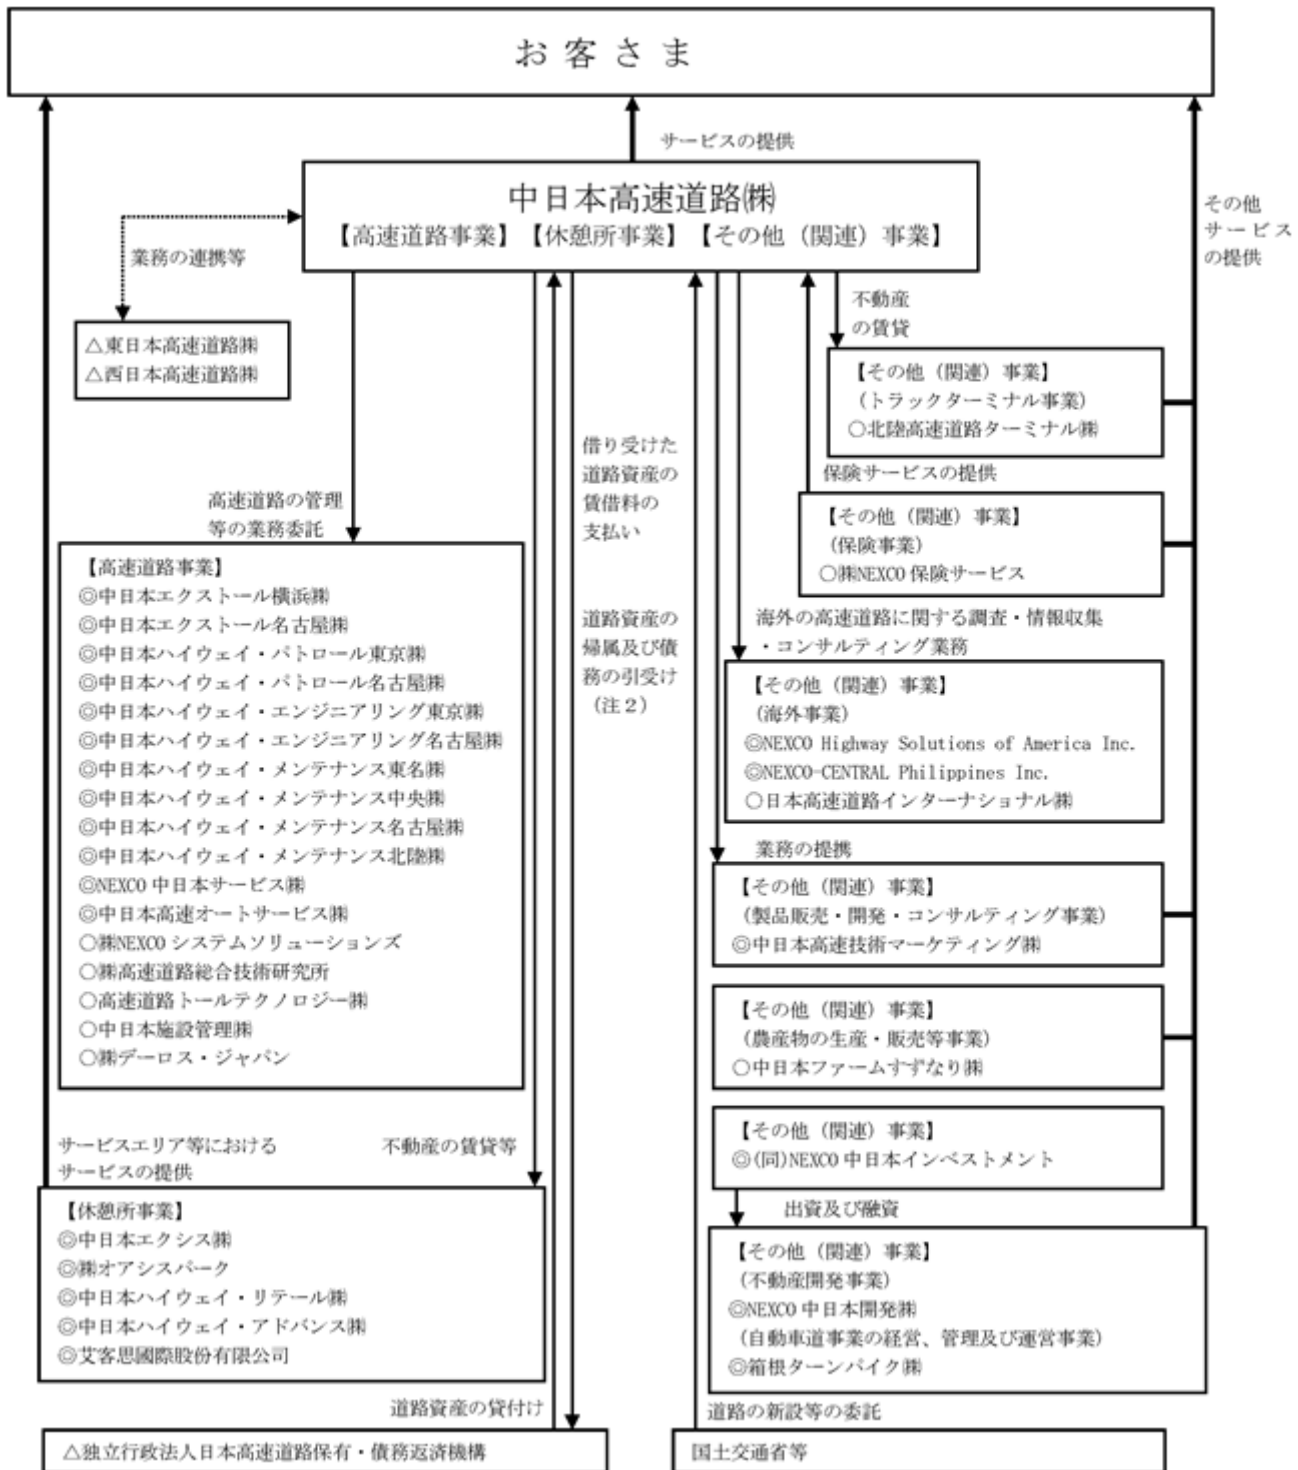 お客さま
サービスの提供
中日本高速道路㈱
【高速道路事業】【休憩所事業】【その他（関連）事業】
その他
サービス
の提供
業務の連携等
△東日本高速道路㈱
△西日本高速道路㈱
不動産
の賃貸
【その他（関連）事業】
（トラックターミナル事業）
○北陸高速道路ターミナル㈱
保険サービスの提供
【その他（関連）事業】
（保険事業）
○㈱NEXCO 保険サービス
借り受けた
道路資産の
賃借料の
支払い
道路資産の
帰属及び債
務の引受け
（注２）
高速道路の管理
等の業務委託
【高速道路事業】
◎中日本エクストール横浜㈱
◎中日本エクストール名古屋㈱
◎中日本ハイウェイ・パトロール東京㈱
◎中日本ハイウェイ・パトロール名古屋㈱
◎中日本ハイウェイ・エンジニアリング東京㈱
◎中日本ハイウェイ・エンジニアリング名古屋㈱
◎中日本ハイウェイ・メンテナンス東名㈱
◎中日本ハイウェイ・メンテナンス中央㈱
◎中日本ハイウェイ・メンテナンス名古屋㈱
◎中日本ハイウェイ・メンテナンス北陸㈱
◎NEXCO 中日本サービス㈱
◎中日本高速オートサービス㈱
○㈱NEXCO システムソリューションズ
○㈱高速道路総合技術研究所
○高速道路トールテクノロジー㈱
○中日本施設管理㈱
○㈱デーロス・ジャパン
海外の高速道路に関する調査・情報収集
・コンサルティング業務
【その他（関連）事業】
（海外事業）
◎NEXCO Highway Solutions of America Inc.
◎NEXCO-CENTRAL Philippines Inc.
○日本高速道路インターナショナル㈱
業務の提携
【その他（関連）事業】
（製品販売・開発・コンサルティング事業）
◎中日本高速技術マーケティング㈱
【その他（関連）事業】
（農産物の生産・販売等事業）
○中日本ファームすずなり㈱
【その他（関連）事業】
◎(同)NEXCO 中日本インベストメント
出資及び融資
【その他（関連）事業】
（不動産開発事業）
◎NEXCO 中日本開発㈱
（自動車道事業の経営、管理及び運営事業）
◎箱根ターンパイク㈱
サービスエリア等における
サービスの提供
不動産の賃貸等
【休憩所事業】
◎中日本エクシス㈱
◎㈱オアシスパーク
◎中日本ハイウェイ・リテール㈱
◎中日本ハイウェイ・アドバンス㈱
◎艾客思國際股份有限公司
道路資産の貸付け
道路の新設等の委託
△独立行政法人日本高速道路保有・債務返済機構
国土交通省等